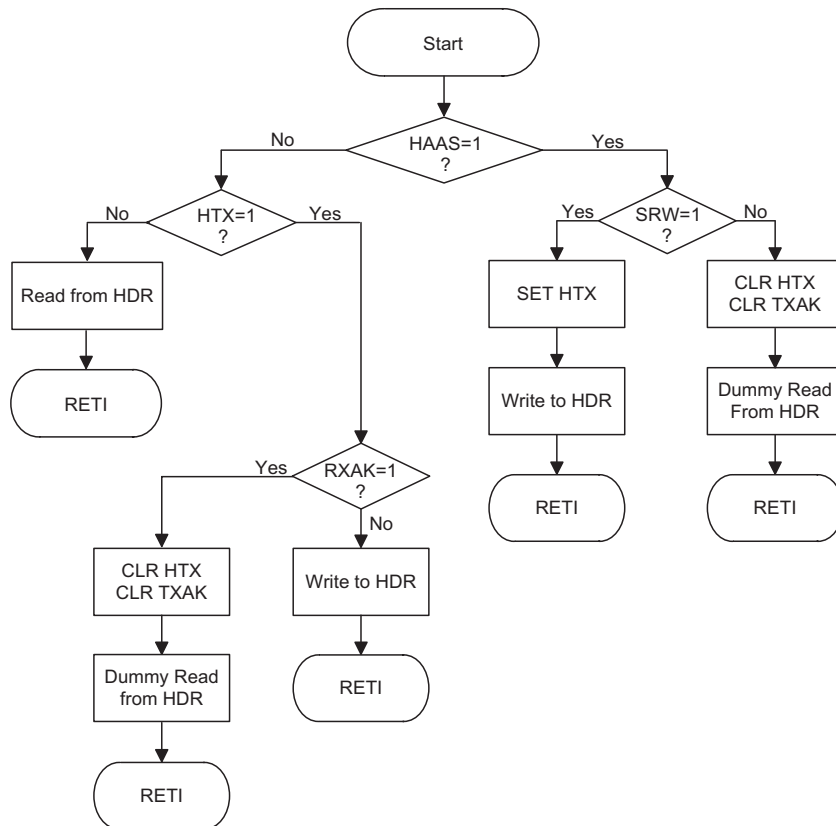 Start
HAAS=1
?
No
Yes
HTX=1
?
No
Yes
SRW=1
?
Yes
No
Read from HDR
SET HTX
CLR HTX
CLR TXAK
RETI
Write to HDR
Dummy Read
From HDR
RXAK=1
?
Yes
No
RETI
RETI
CLR HTX
CLR TXAK
Write to HDR
Dummy Read
from HDR
RETI
RETI